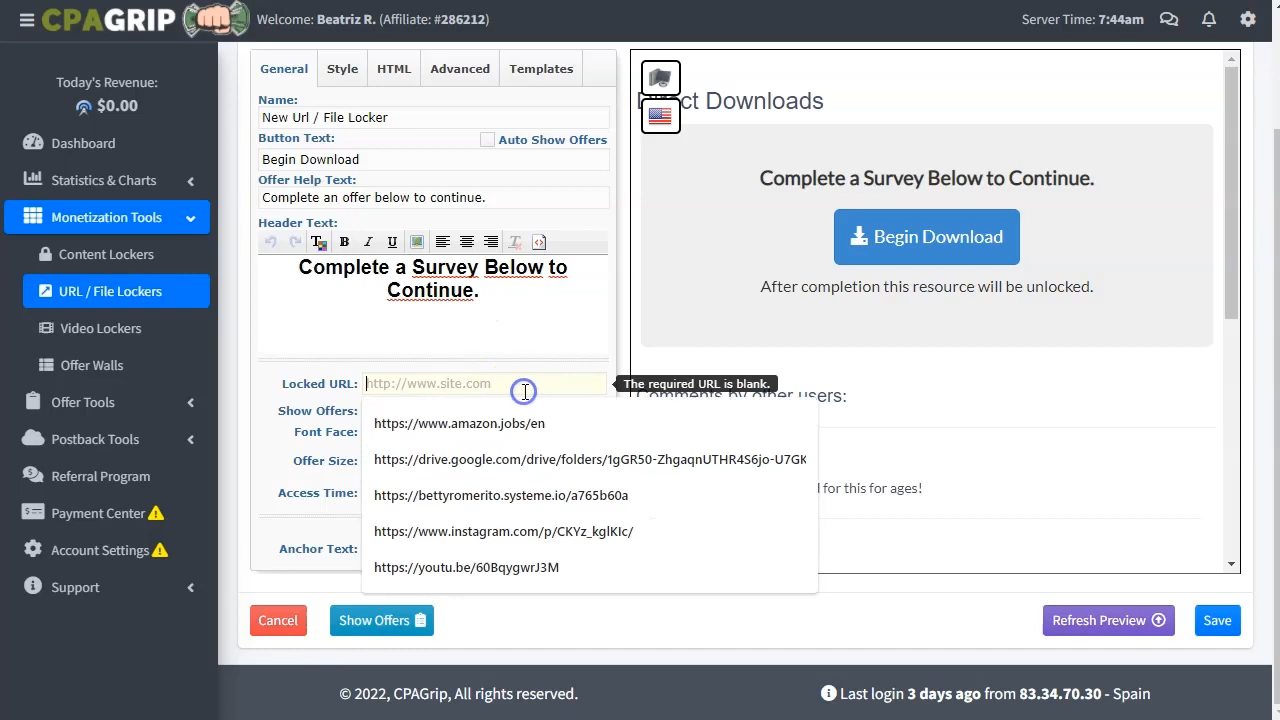 CPAGRIP
Welcome: Beatriz R. (Affiliate: #286212)
Server Time: 7:44am
Today's Revenue:
$0.00
Dashboard
Statistics & Charts
Monetization Tools
Content Lockers
URL / File Lockers
Video Lockers
Offer Walls
Offer Tools
Postback Tools
Referral Program
Payment Center
Account Settings
Support
General Style HTML Advanced Templates
Name:
New Url / File Locker
Button Text:
Auto Show Offers
Begin Download
Offer Help Text:
Complete an offer below to continue.
Header Text:
B I U
Complete a Survey Below to
Continue.
Locked URL: http://www.site.com
The required URL is blank.
Show Offers:
Font Face:
Offer Size:
Access Time:
Anchor Text:
https://www.amazon.jobs/en
https://drive.google.com/drive/folders/1gGR50-ZhgaqnUTHR4S6jo-U7GK
https://bettyromerito.systeme.io/a765b60a
https://www.instagram.com/p/CKYz_kglKIc/
https://youtu.be/60BqygwrJ3M
Downloads
Complete a Survey Below to Continue.
Begin Download
After completion this resource will be unlocked.
Comments by other users:
for this for ages!
Cancel
Show Offers
Refresh Preview
Save
© 2022, CPAGrip, All rights reserved.
Last login 3 days ago from 83.34.70.30 - Spain